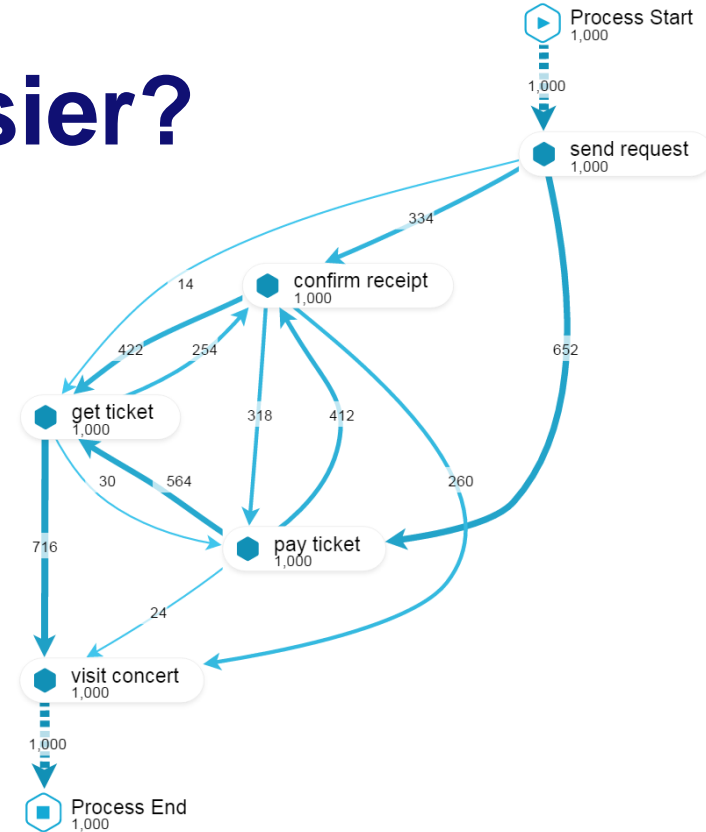 Process Start
1,000
1,000
sier?
send request
1,000
334
14
confirm receipt
1,000
422
254
652
318
412
get ticket
1,000
30
564
260
716
pay ticket
1,000
24
visit concert
1,000
1,000
Process End
1,000